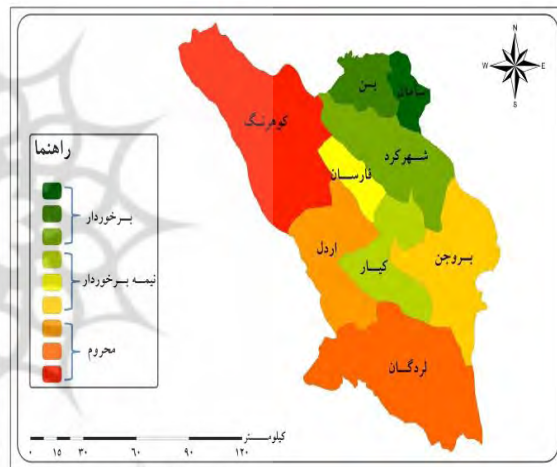 N
W E
S
بن
سامان
کوهرنگ
شهرکرد
فارسان
اردل
کیار
بروجن
لردگان
راهنما
برخوردار
نیمه برخوردار
محروم
کیلومتر
۰ ۱۵ ۳۰ ۶۰ ۹۰ ۱۲۰